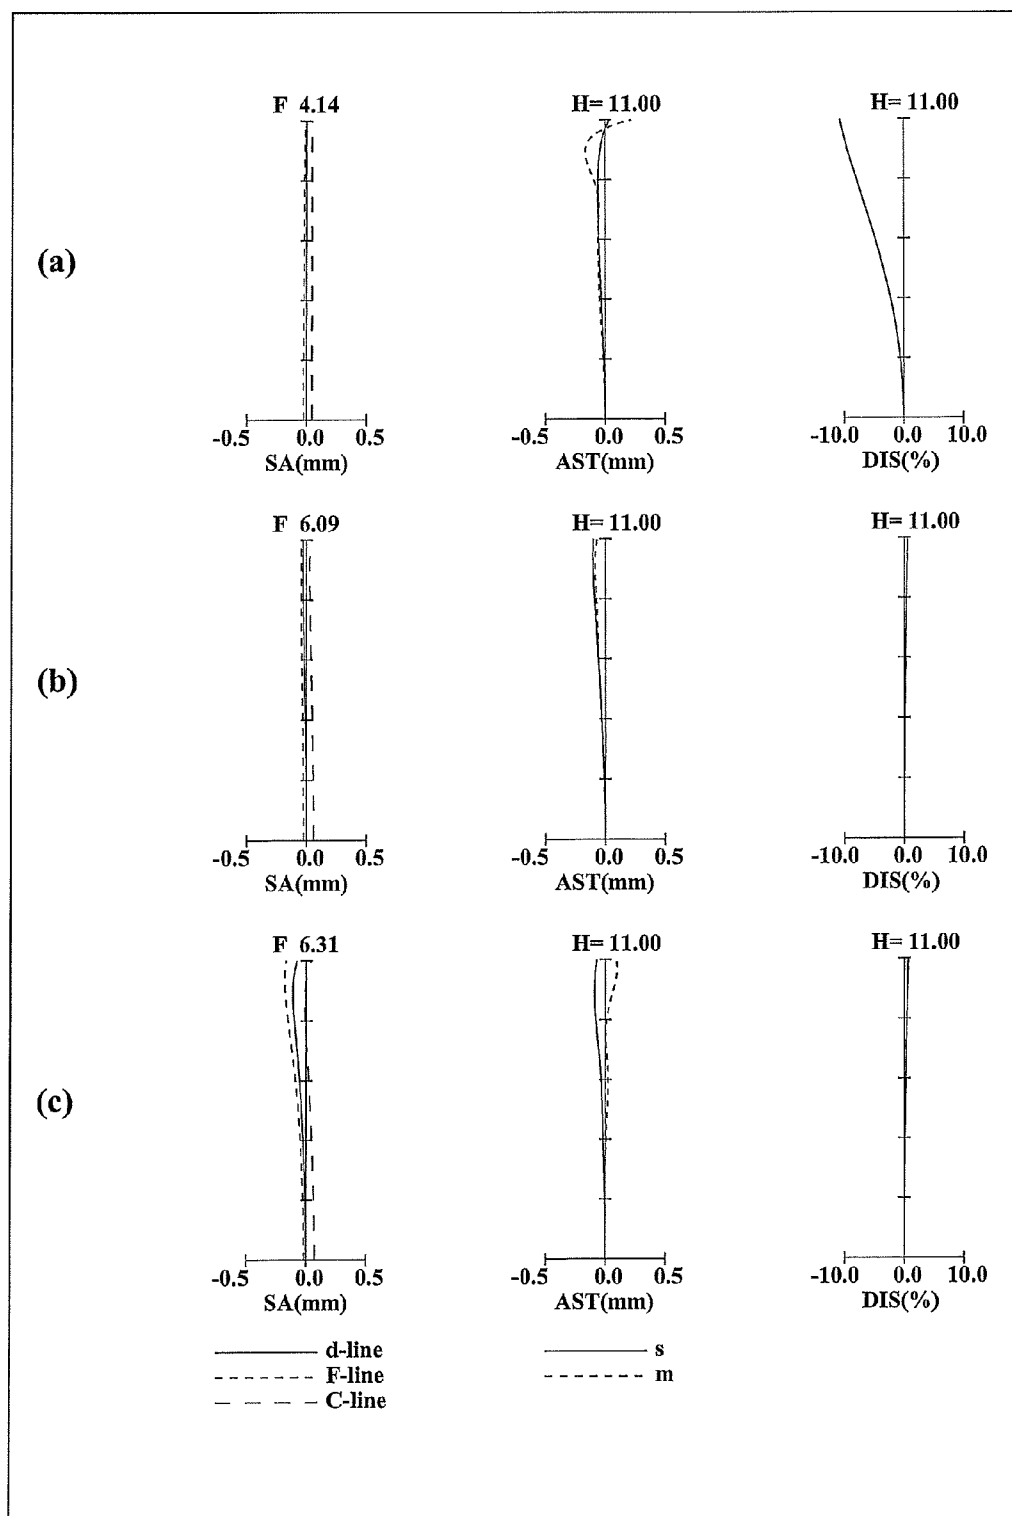 F 4.14 H= 11.00 H= 11.00
(a)
-0.5 0.0 0.5 -0.5 0.0 0.5 -10.0 0.0 10.0
SA(mm) AST(mm) DIS(%)
F 6.09 H= 11.00 H= 11.00
(b)
-0.5 0.0 0.5 -0.5 0.0 0.5 -10.0 0.0 10.0
SA(mm) AST(mm) DIS(%)
F 6.31 H= 11.00 H= 11.00
(c)
-0.5 0.0 0.5 -0.5 0.0 0.5 -10.0 0.0 10.0
SA(mm) AST(mm) DIS(%)
d-line s
F-line m
C-line